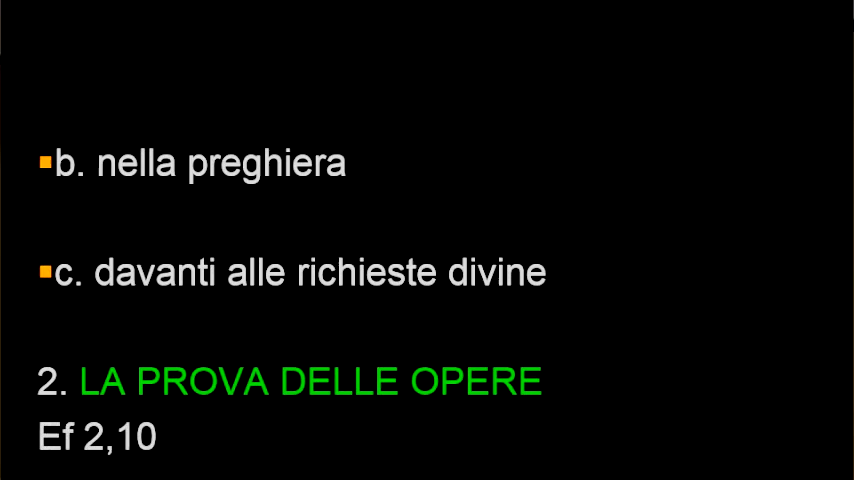 ▪b. nella preghiera
▪c. davanti alle richieste divine
2. LA PROVA DELLE OPERE
Ef 2,10